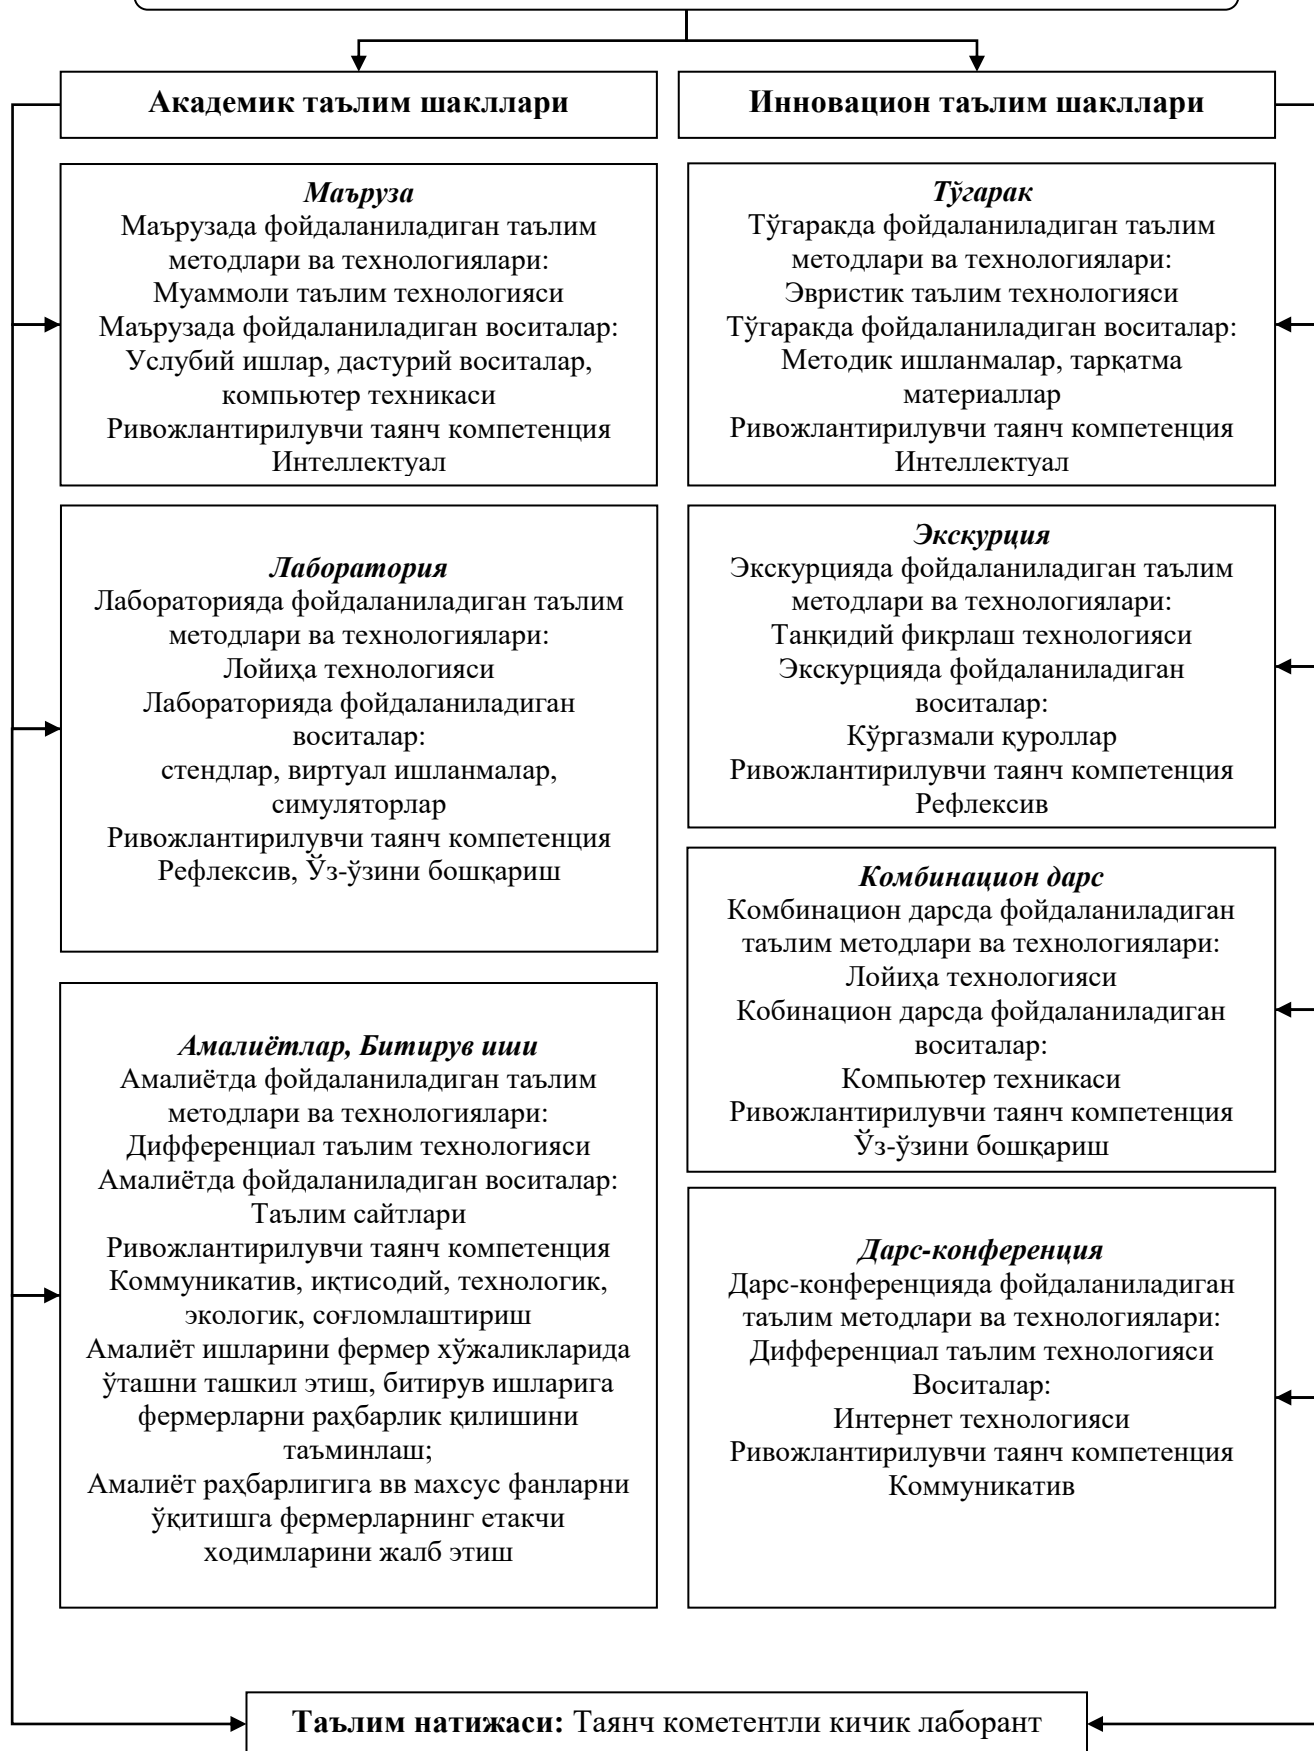 Академик таълим шакллари
Инновацион таълим шакллари
Маъруза
Маърузада фойдаланиладиган таълим
методлари ва технологиялари:
Муаммоли таълим технологияси
Маърузада фойдаланиладиган воситалар:
Услубий ишлар, дастурий воситалар,
компьютер техникаси
Ривожлантирилувчи таянч компетенция
Интеллектуал
Лаборатория
Лабораторияда фойдаланиладиган таълим
методлари ва технологиялари:
Лойиҳа технологияси
Лабораторияда фойдаланиладиган
воситалар:
стендлар, виртуал ишланмалар,
симуляторлар
Ривожлантирилувчи таянч компетенция
Рефлексив, Ўз-ўзини бошқариш
Амалиётлар, Битирув иши
Амалиётда фойдаланиладиган таълим
методлари ва технологиялари:
Дифференциал таълим технологияси
Амалиётда фойдаланиладиган воситалар:
Таълим сайтлари
Ривожлантирилувчи таянч компетенция
Коммуникатив, иқтисодий, технологик,
экологик, соғломлаштириш
Амалиёт ишларини фермер хўжаликларида
ўташни ташкил этиш, битирув ишларига
фермерларни раҳбарлик қилишини
таъминлаш;
Амалиёт раҳбарлигига вв махсус фанларни
ўқитишга фермерларнинг етакчи
ходимларини жалб этиш
Тўгарак
Тўгаракда фойдаланиладиган таълим
методлари ва технологиялари:
Эвристик таълим технологияси
Тўгаракда фойдаланиладиган воситалар:
Методик ишланмалар, тарқатма
материаллар
Ривожлантирилувчи таянч компетенция
Интеллектуал
Экскурция
Экскурцияда фойдаланиладиган таълим
методлари ва технологиялари:
Танқидий фикрлаш технологияси
Экскурцияда фойдаланиладиган
воситалар:
Кўргазмали қуроллар
Ривожлантирилувчи таянч компетенция
Рефлексив
Комбинацион дарс
Комбинацион дарсда фойдаланиладиган
таълим методлари ва технологиялари:
Лойиҳа технологияси
Кобинацион дарсда фойдаланиладиган
воситалар:
Компьютер техникаси
Ривожлантирилувчи таянч компетенция
Ўз-ўзини бошқариш
Дарс-конференция
Дарс-конференцияда фойдаланиладиган
таълим методлари ва технологиялари:
Дифференциал таълим технологияси
Воситалар:
Интернет технологияси
Ривожлантирилувчи таянч компетенция
Коммуникатив
Таълим натижаси: Таянч кометентли кичик лаборант